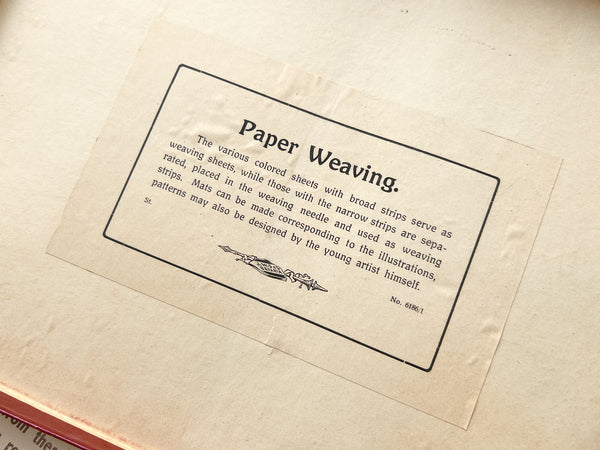 Paper Weaving.
The various colored sheets with broad strips serve as
weaving sheets, while those with the narrow strips are sepa-
rated, placed in the weaving needle and used as weaving
strips. Mats can be made corresponding to the illustrations,
patterns may also be designed by the young artist himself.
St.
No. 6186/1
from